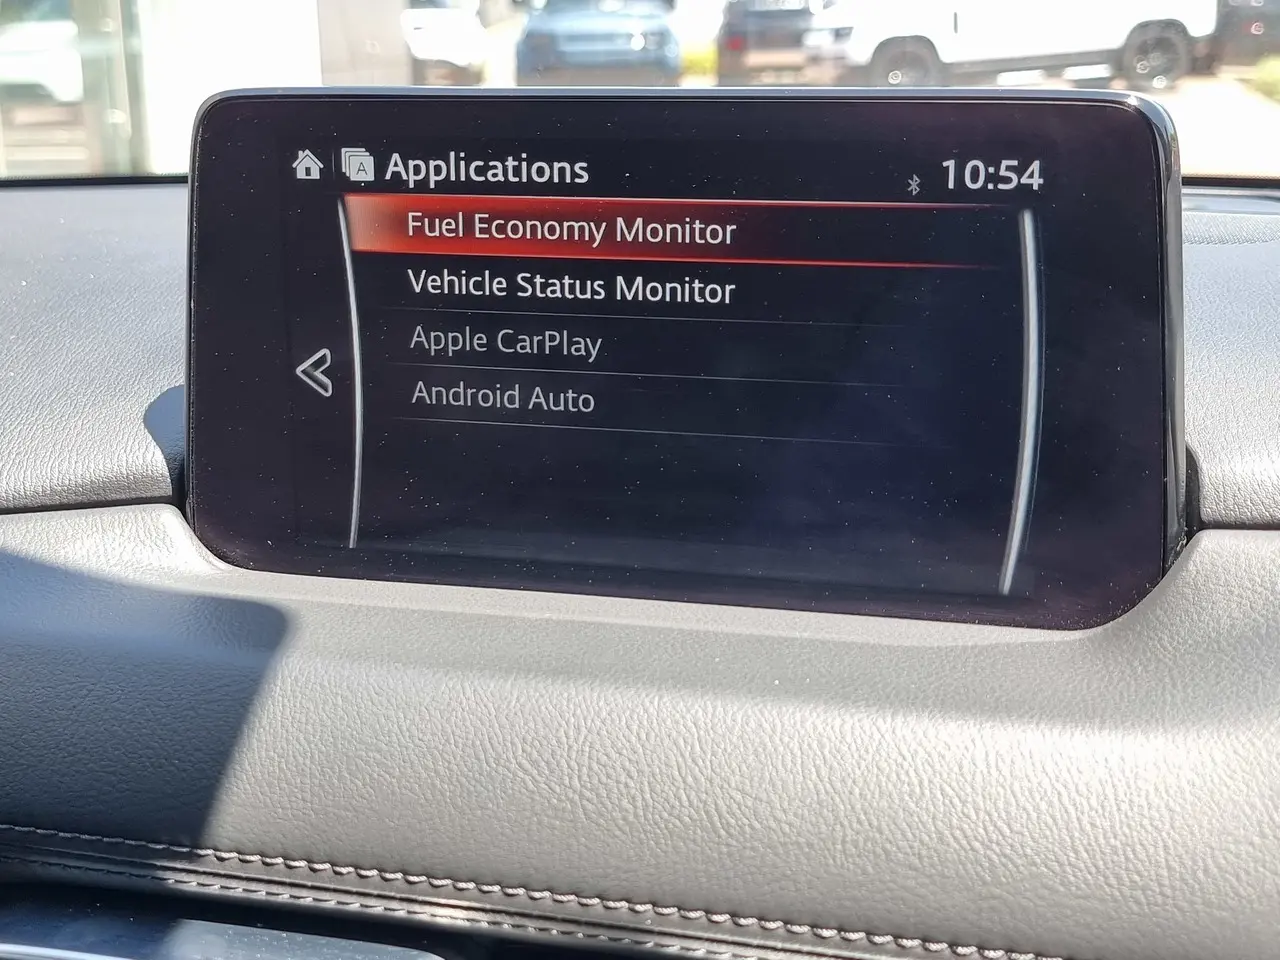 Applications
10:54
Fuel Economy Monitor
Vehicle Status Monitor
Apple CarPlay
Android Auto